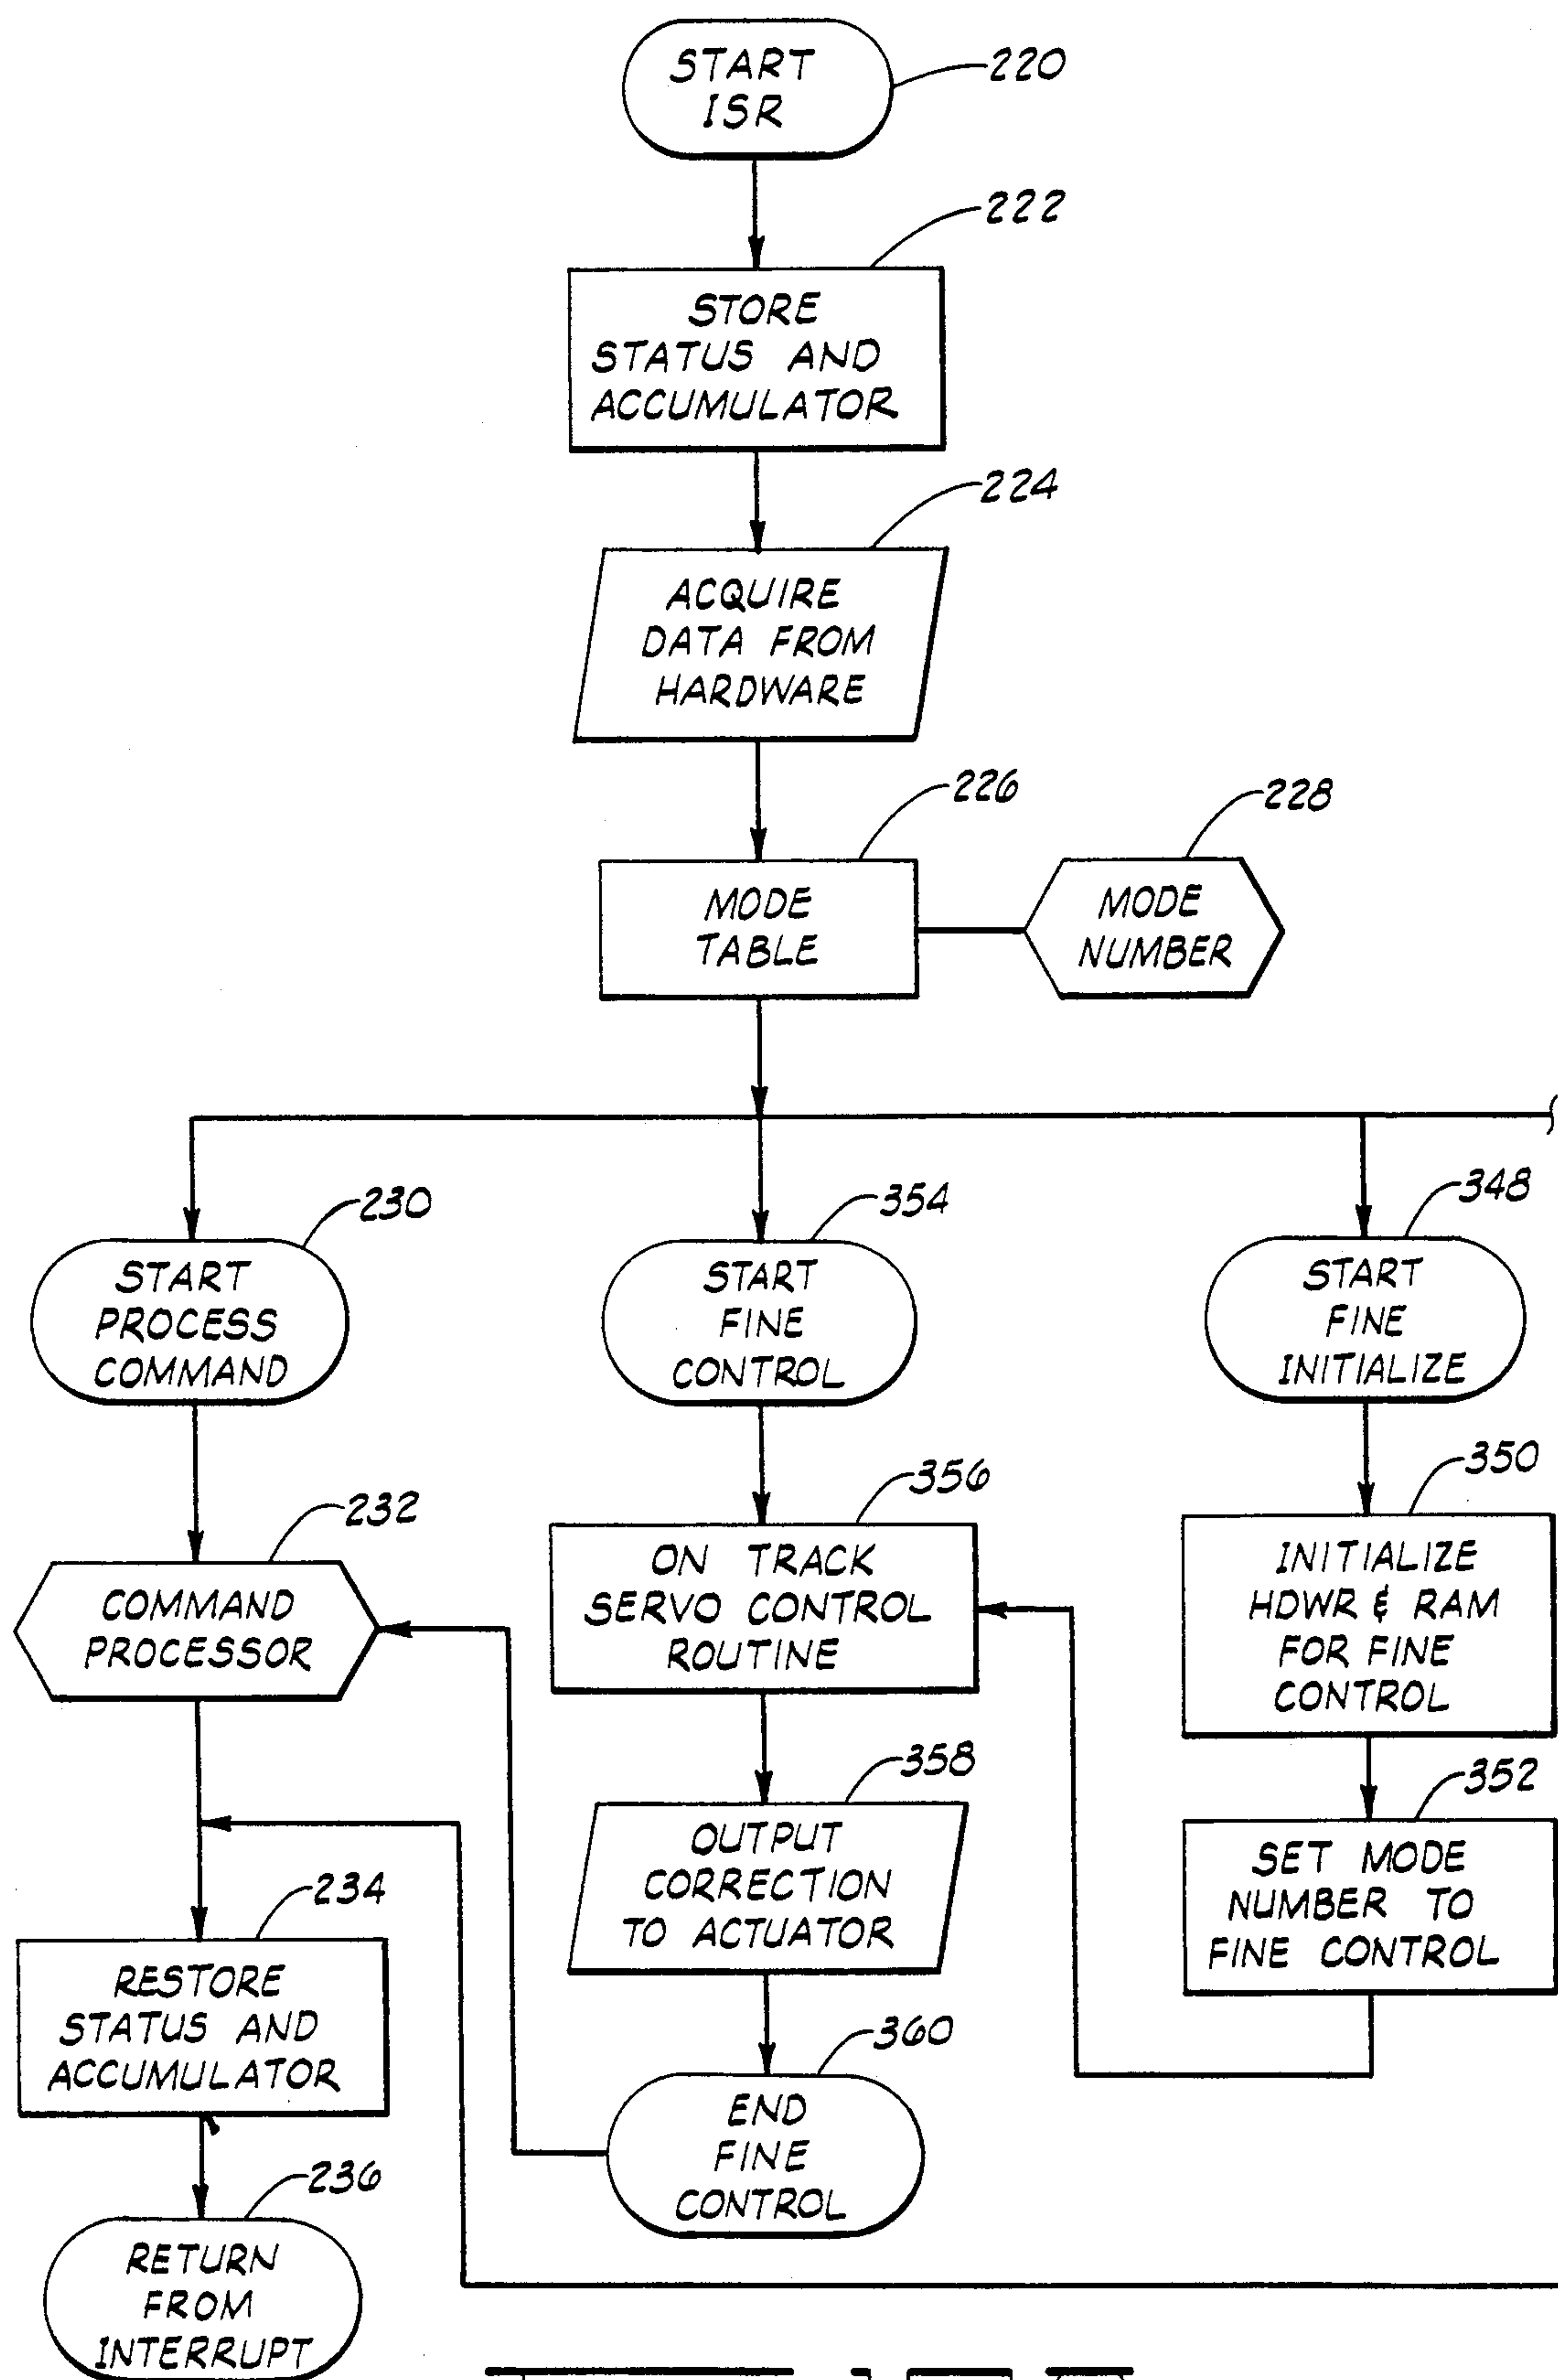 START
ISR
220
222
STORE
STATUS AND
ACCUMULATOR
224
ACQUIRE
DATA FROM
HARDWARE
226
228
MODE
TABLE
MODE
NUMBER
230
START
PROCESS
COMMAND
354
START
FINE
CONTROL
348
START
FINE
INITIALIZE
232
COMMAND
PROCESSOR
356
ON TRACK
SERVO CONTROL
ROUTINE
350
INITIALIZE
HDWR & RAM
FOR FINE
CONTROL
358
OUTPUT
CORRECTION
TO ACTUATOR
352
SET MODE
NUMBER TO
FINE CONTROL
234
RESTORE
STATUS AND
ACCUMULATOR
360
END
FINE
CONTROL
236
RETURN
FROM
INTERRUPT